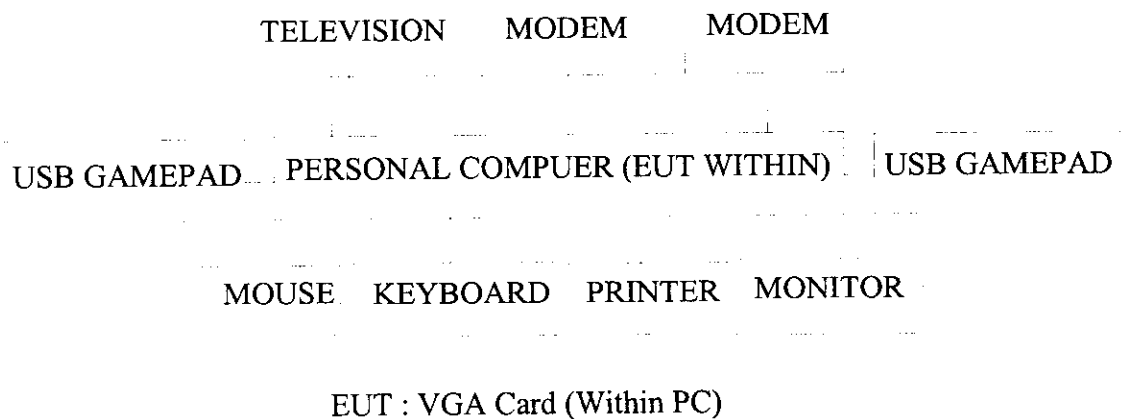 TELEVISION MODEM MODEM
USB GAMEPAD PERSONAL COMPUER (EUT WITHIN) USB GAMEPAD
MOUSE KEYBOARD PRINTER MONITOR
EUT : VGA Card (Within PC)